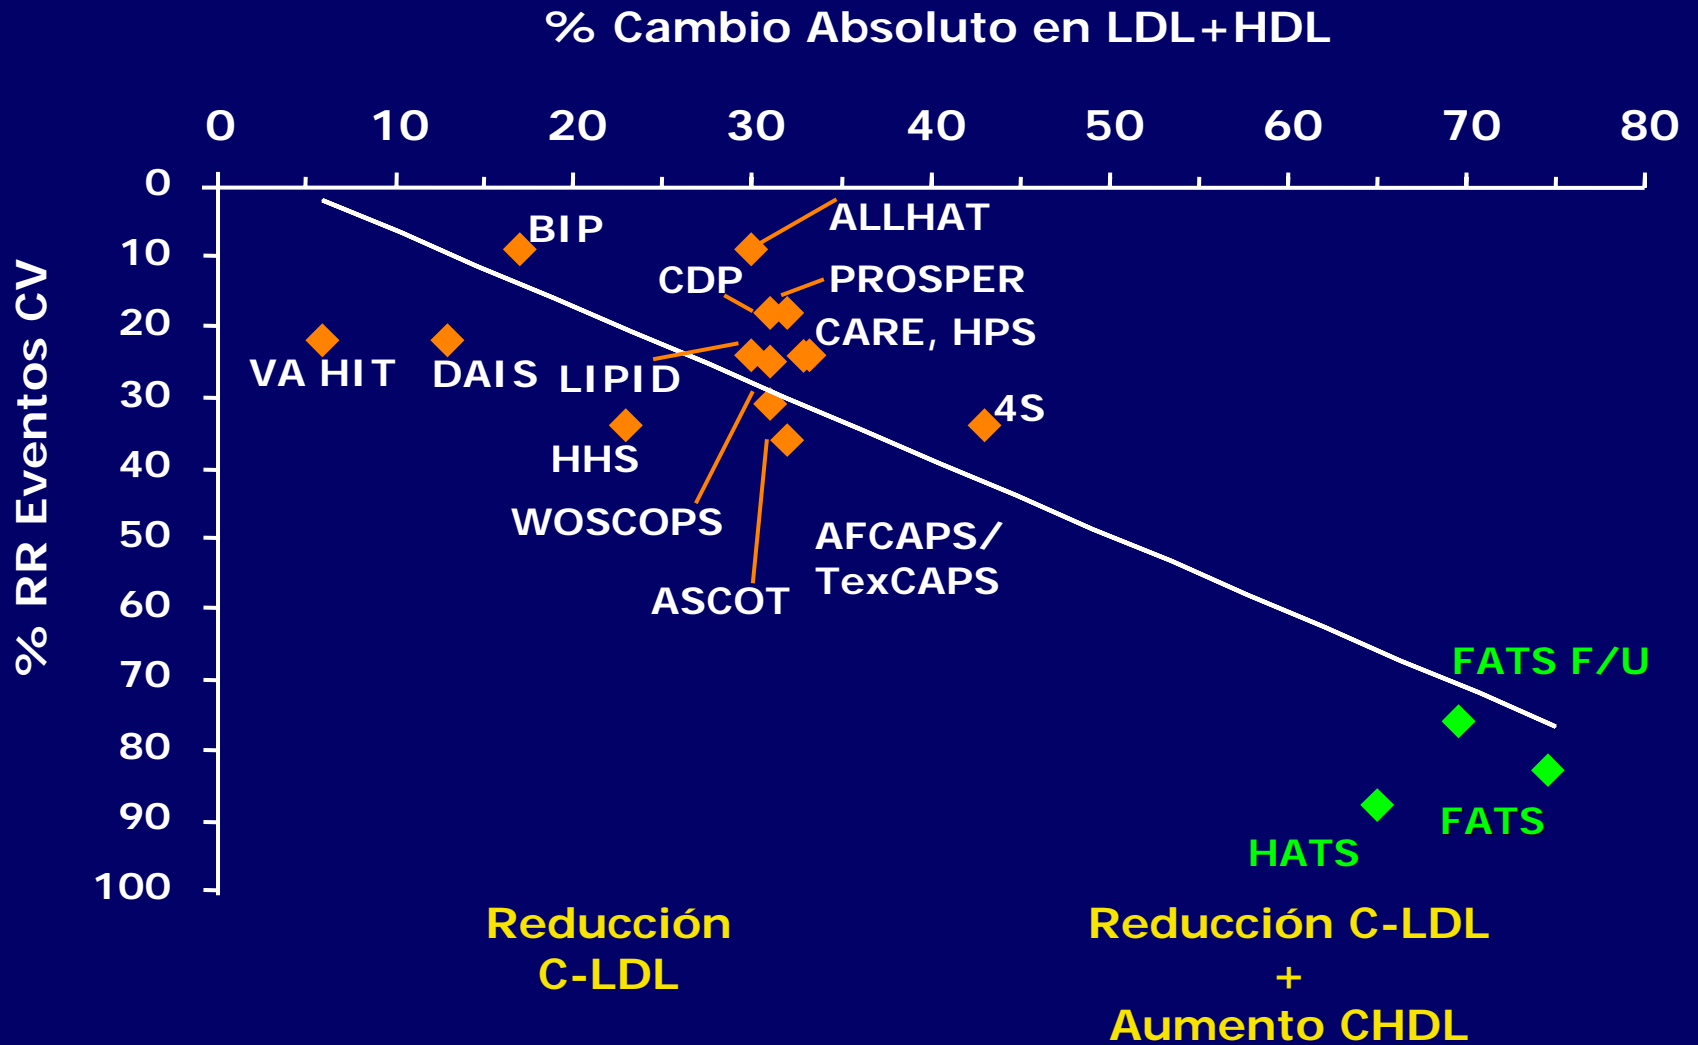 % Cambio Absoluto en LDL+HDL
0 10 20 30 40 50 60 70 80
% RR Eventos CV
0
10
20
30
40
50
60
70
80
90
100
BIP
ALLHAT
CDP
PROSPER
CARE, HPS
VA HIT
DAIS
LIPID
4S
HHS
WOSCOPS
AFCAPS/
TexCAPS
ASCOT
FATS F/U
FATS
HATS
Reducción
C-LDL
Reducción C-LDL
+
Aumento CHDL